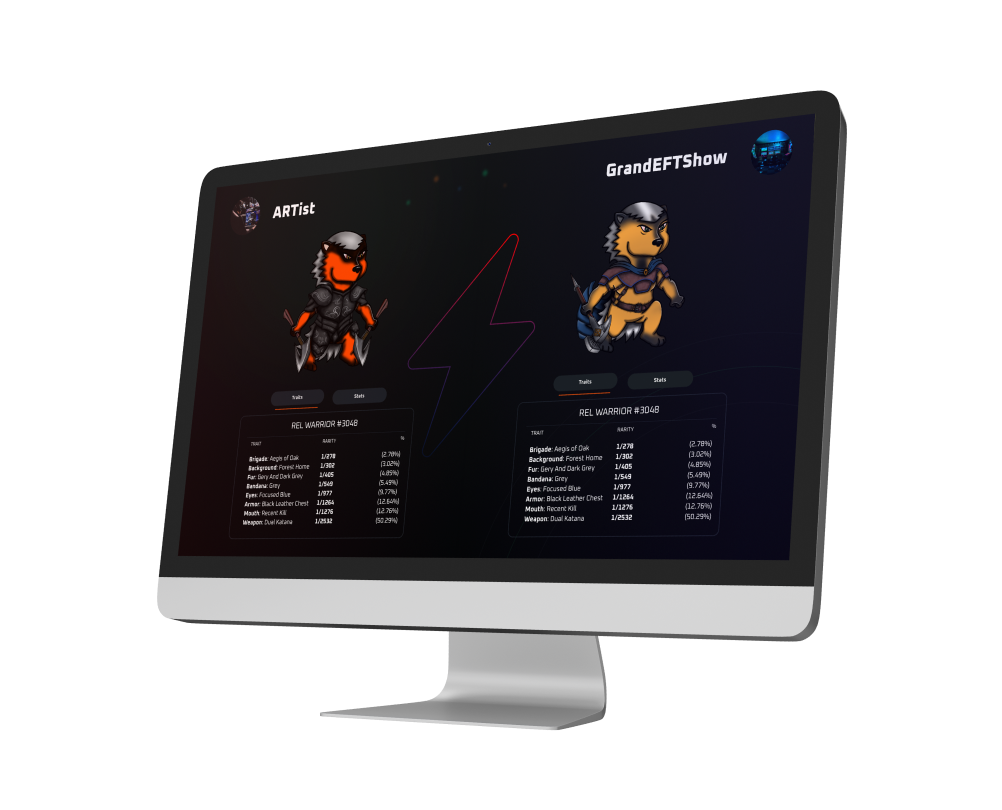 ARTist
GrandEFTShow
Traits
Stats
REL WARRIOR #3048
TRAIT RARITY %
Brigade: Aegis of Oak 1/278 (2.78%)
Background: Forest Home 1/302 (3.02%)
Fur: Gery And Dark Grey 1/405 (4.85%)
Bandana: Grey 1/549 (5.49%)
Eyes: Focused Blue 1/977 (9.77%)
Armor: Black Leather Chest 1/1264 (12.64%)
Mouth: Recent Kill 1/1276 (12.76%)
Weapon: Dual Katana 1/2532 (50.29%)
Traits
Stats
REL WARRIOR #3048
TRAIT RARITY %
Brigade: Aegis of Oak 1/278 (2.78%)
Background: Forest Home 1/302 (3.02%)
Fur: Gery And Dark Grey 1/405 (4.85%)
Bandana: Grey 1/549 (5.49%)
Eyes: Focused Blue 1/977 (9.77%)
Armor: Black Leather Chest 1/1264 (12.64%)
Mouth: Recent Kill 1/1276 (12.76%)
Weapon: Dual Katana 1/2532 (50.29%)